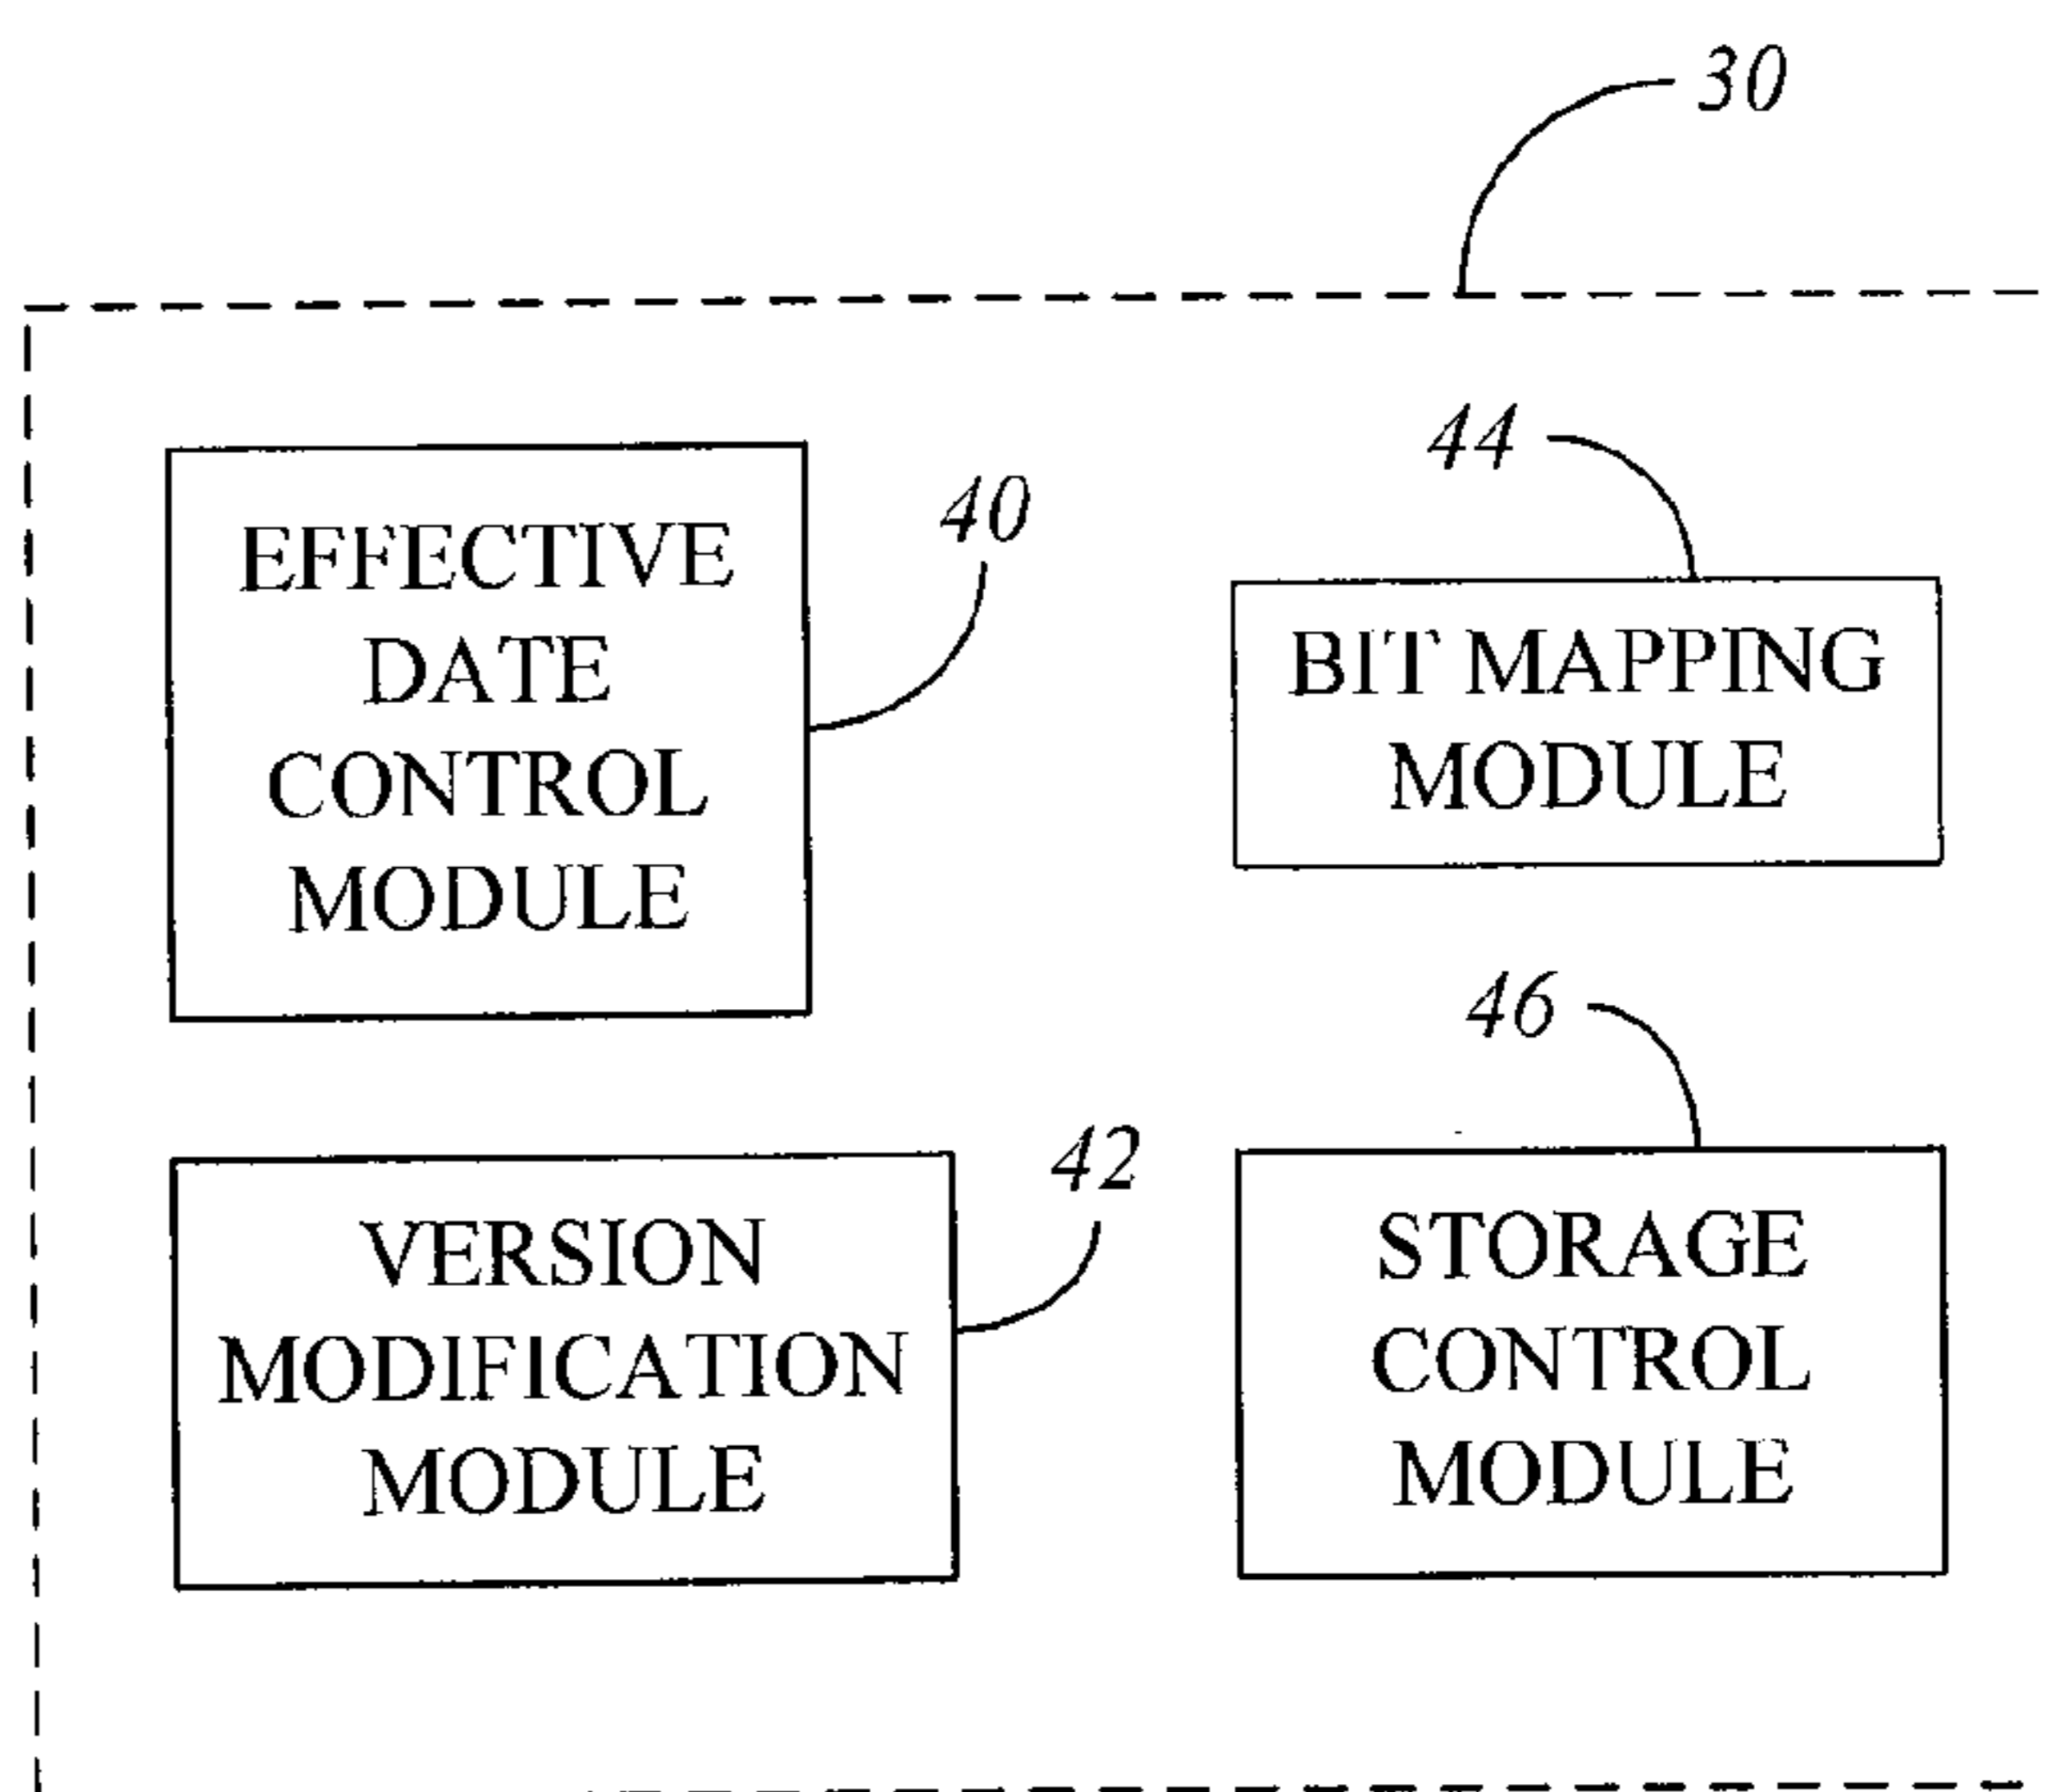 30
40
EFFECTIVE
DATE
CONTROL
MODULE
44
BIT MAPPING
MODULE
42
VERSION
MODIFICATION
MODULE
46
STORAGE
CONTROL
MODULE